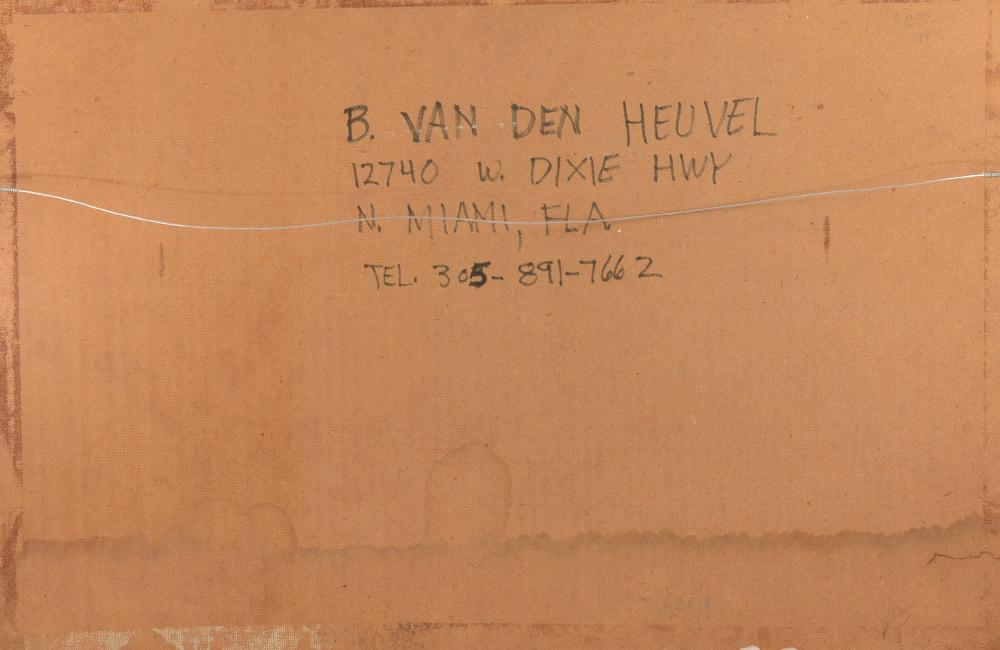 B. VAN DEN HEUVEL
12740 W. DIXIE HWY
N. MIAMI, FLA
TEL. 305-891-7662